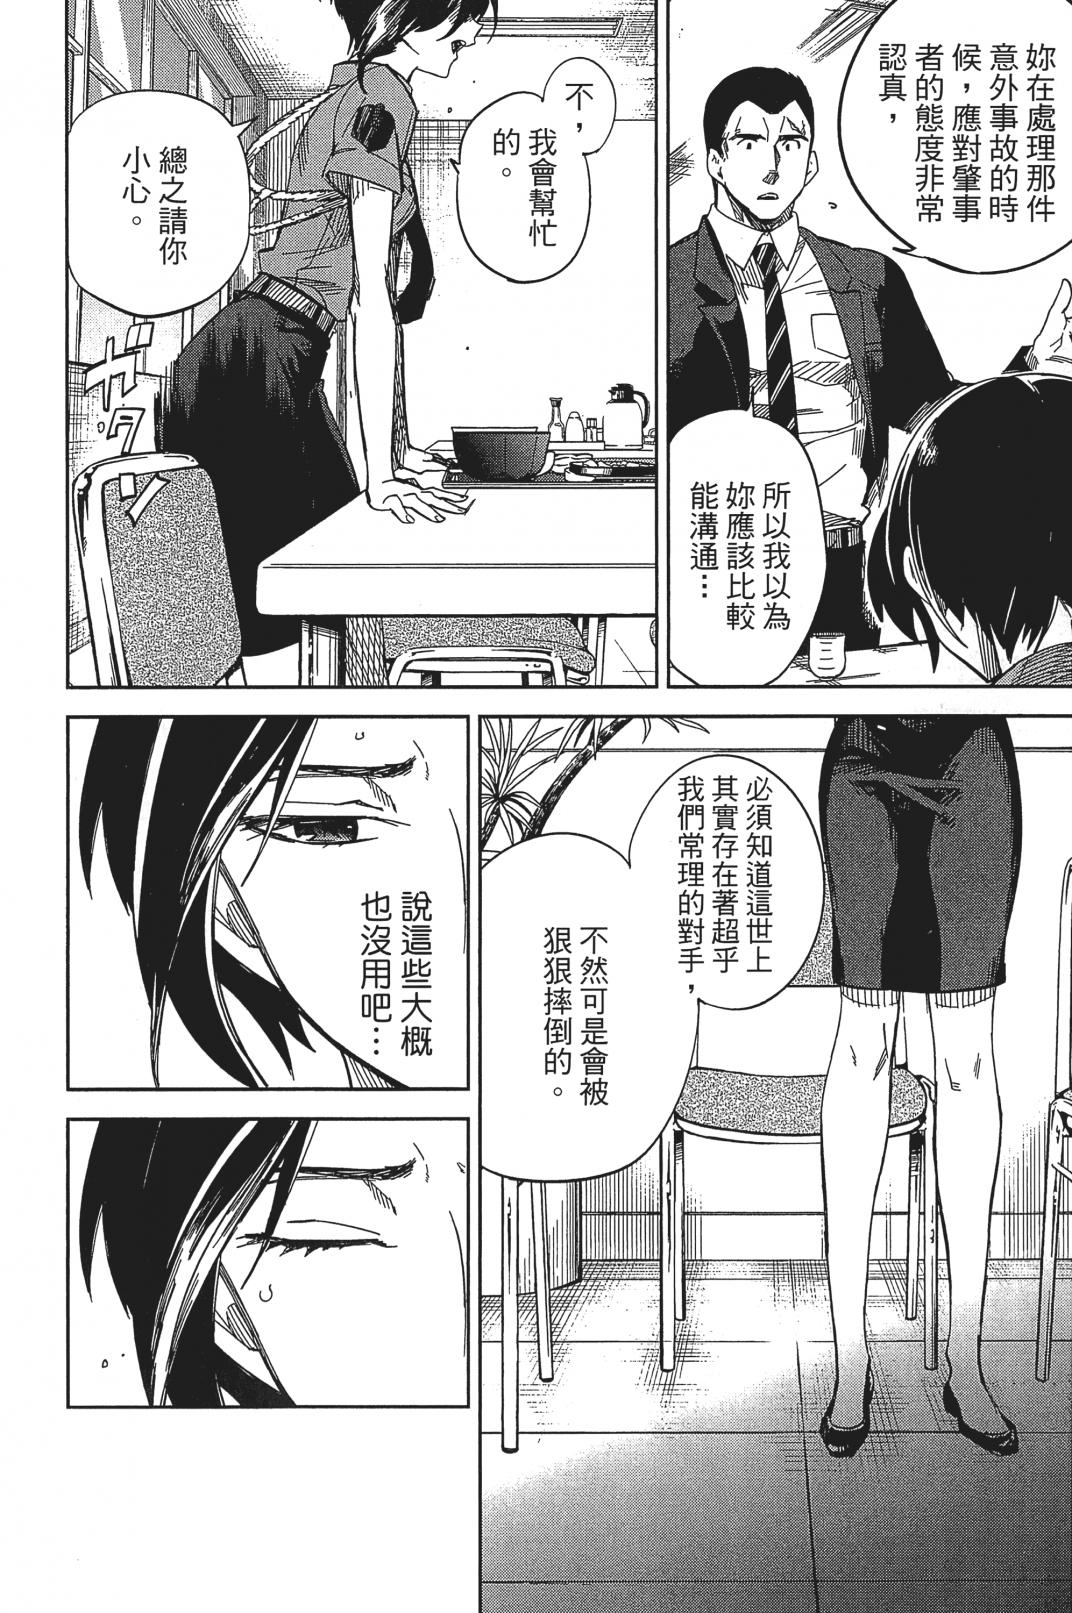 妳在處理那件
意外事故的時
候，應對肇事
者的態度非常
認真，
所以我以為
妳應該比較
能溝通…
不，
我會幫忙
的。
總之請你
小心。
ガタン
必須知道這世上
其實存在著超乎
我們常理的對手，
不然可是會被
狠狠摔倒的。
說這些大概
也沒用吧…